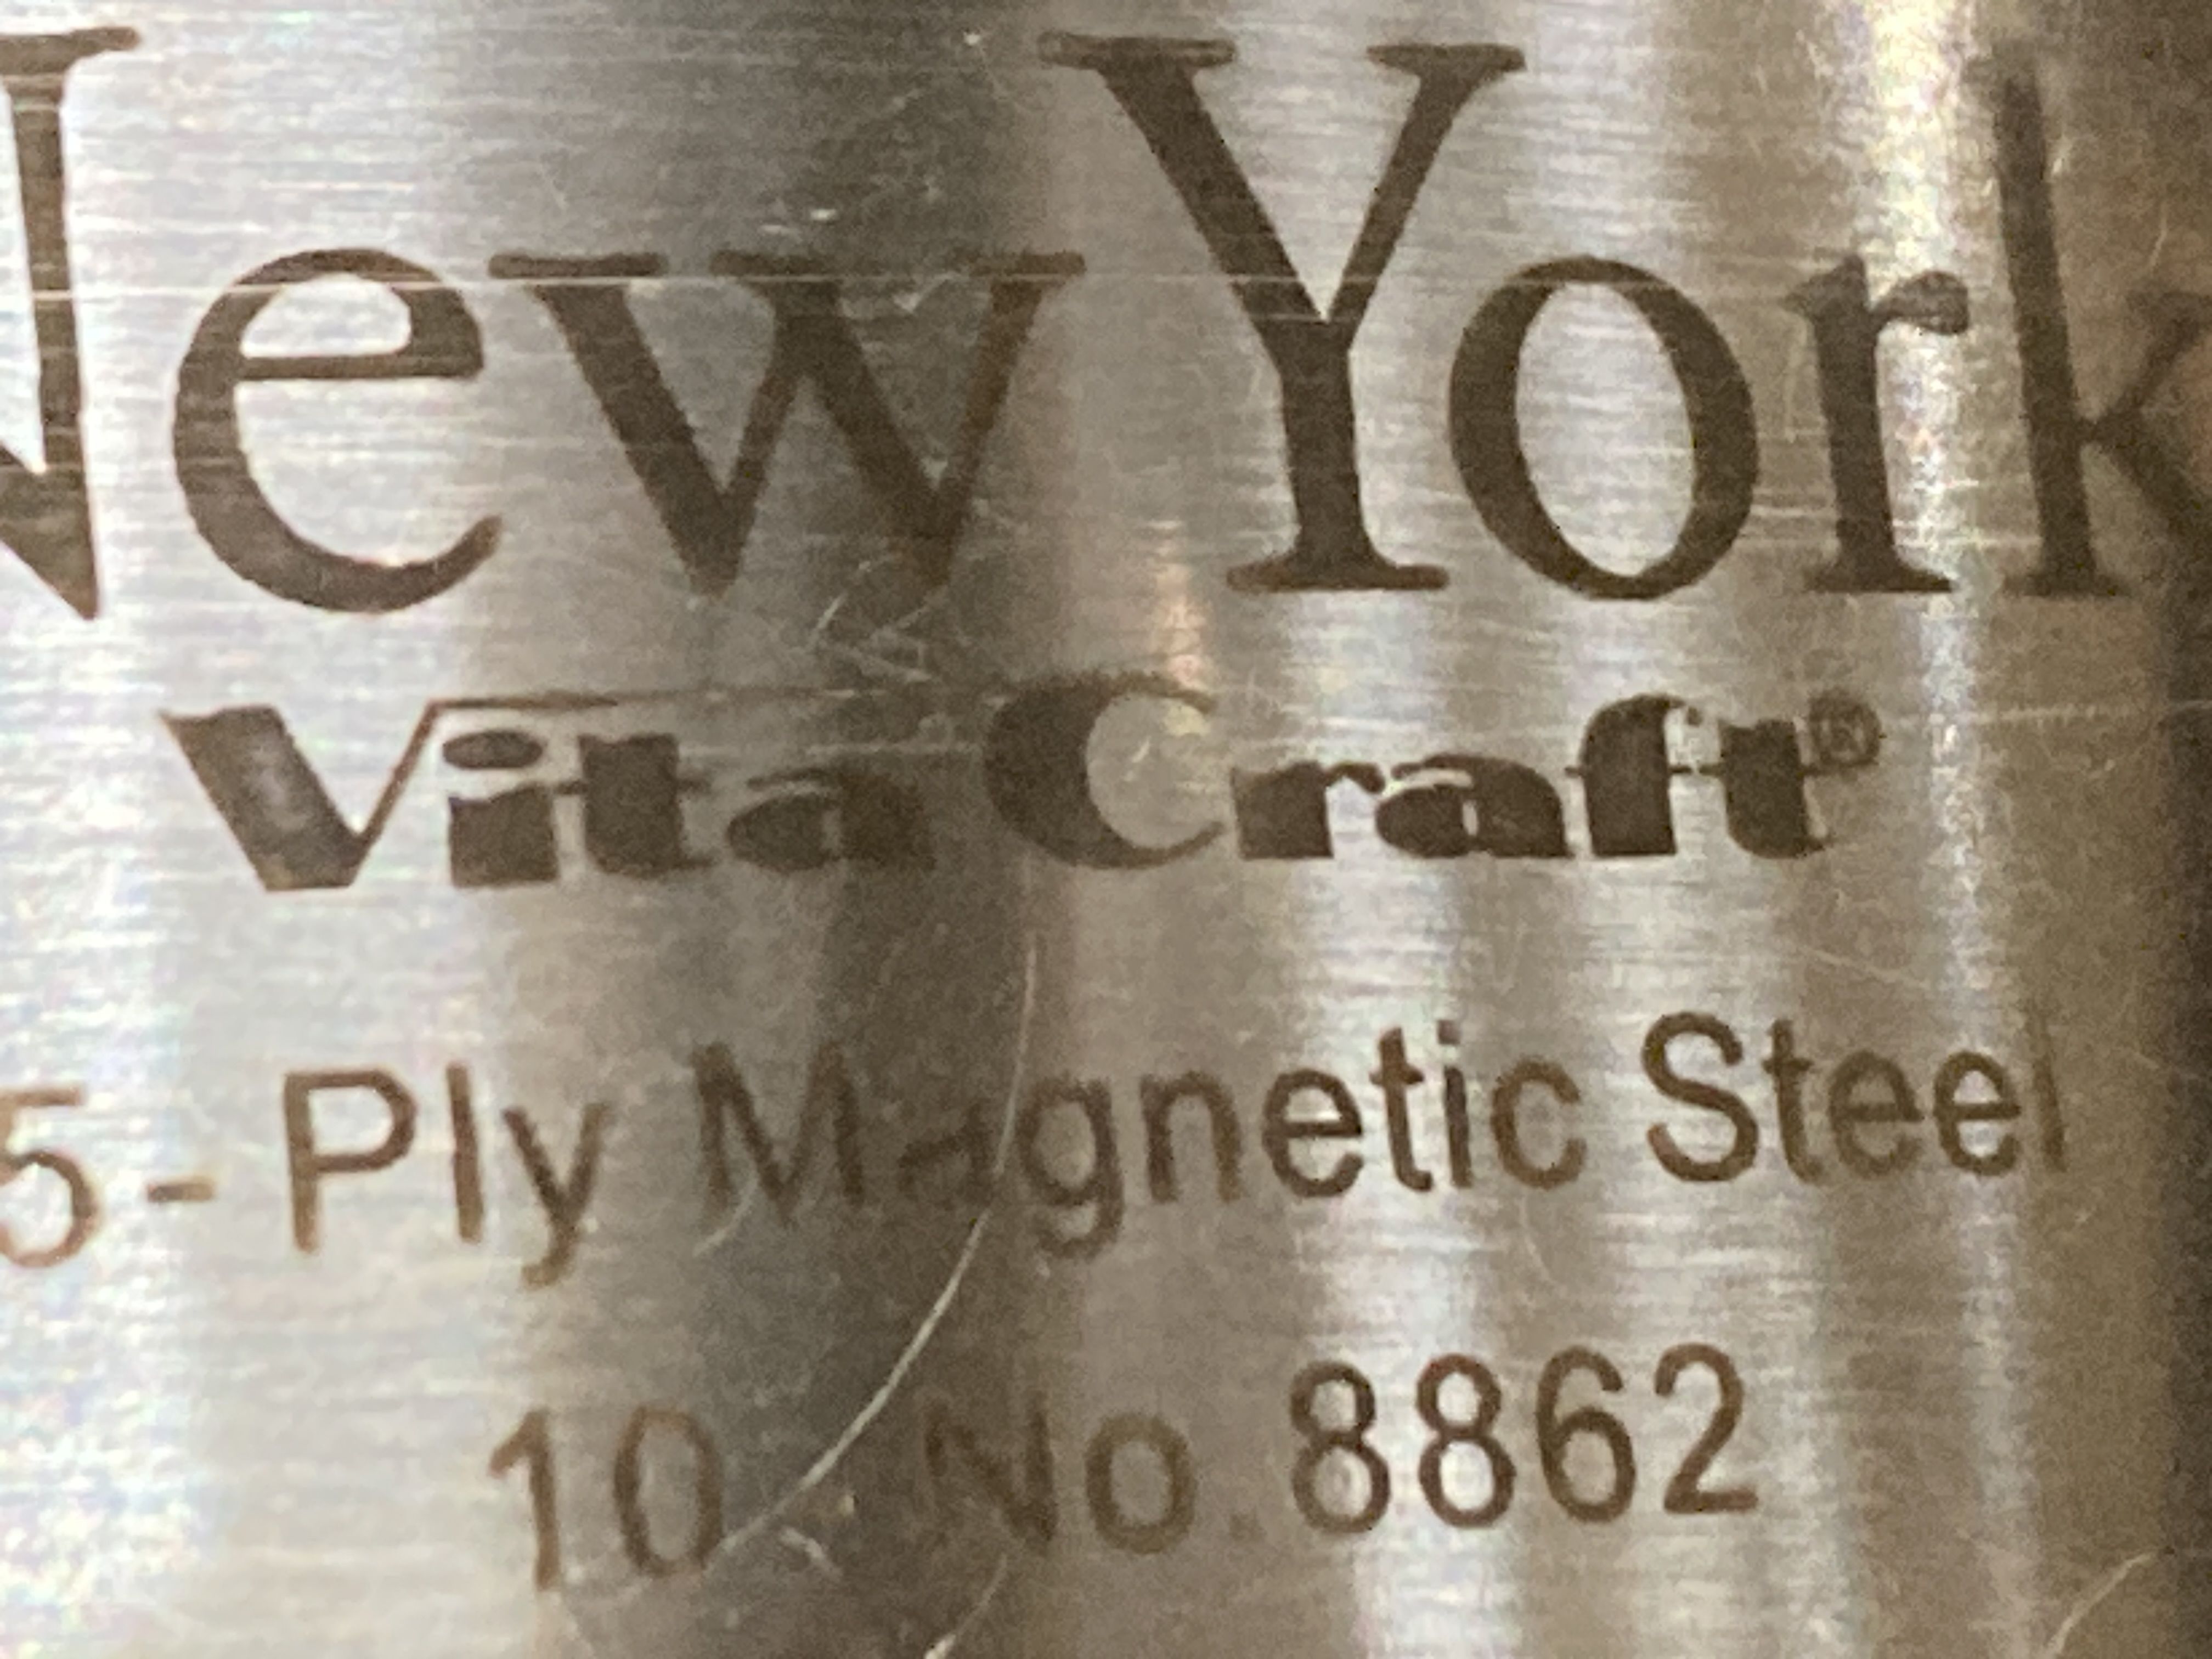 New York
Vita Craft®
5-Ply Magnetic Steel
10 No.8862